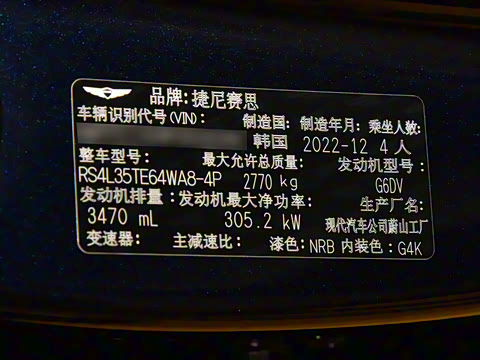 品牌:捷尼赛思
车辆识别代号(VIN): 制造国: 制造年月: 乘坐人数:
韩国 2022-12 4 人
整车型号: 最大允许总质量: 发动机型号:
RS4L35TE64WA8-4P 2770 kg G6DV
发动机排量: 发动机最大净功率: 生产厂名:
3470 mL 305.2 kW 现代汽车公司蔚山工厂
变速器: 主减速比: 漆色: NRB 内装色: G4K